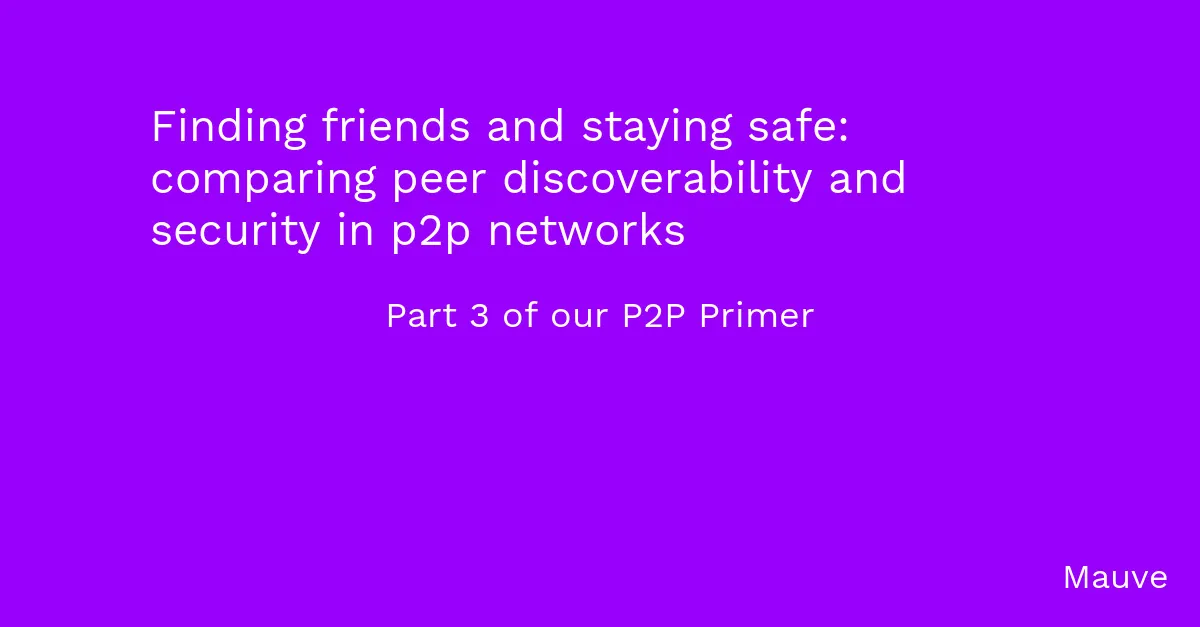 Finding friends and staying safe:
comparing peer discoverability and
security in p2p networks
Part 3 of our P2P Primer
Mauve